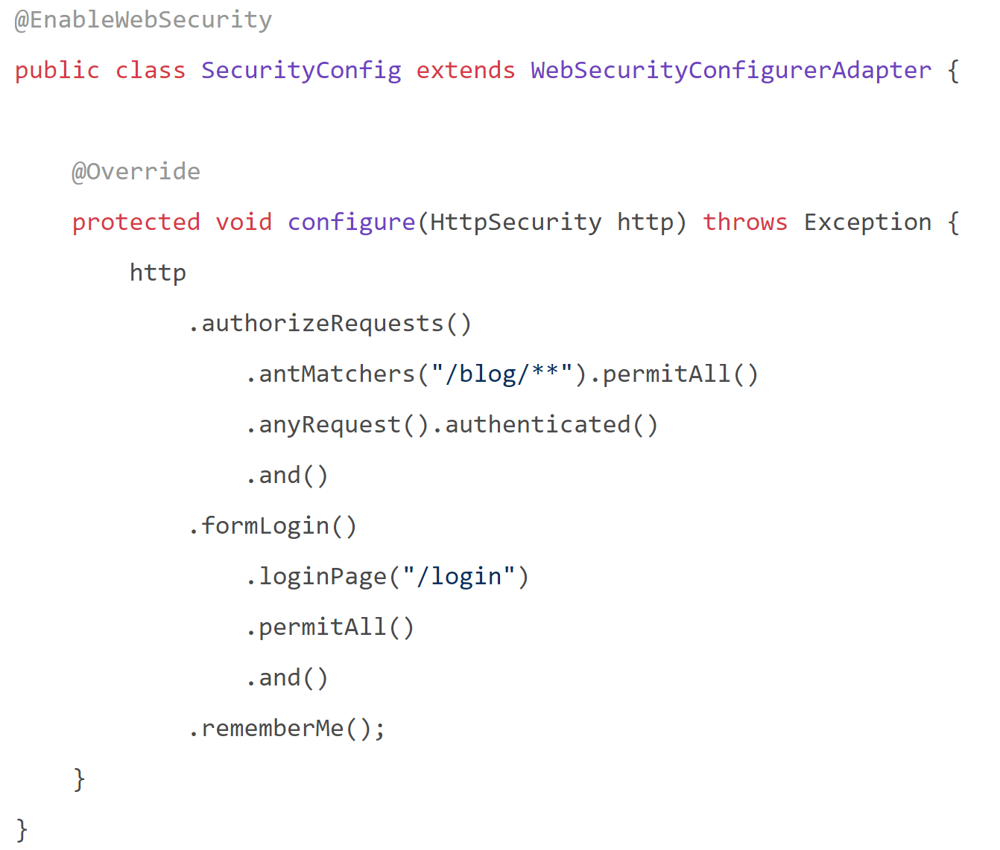 @EnableWebSecurity
public class SecurityConfig extends WebSecurityConfigurerAdapter {
    @Override
    protected void configure(HttpSecurity http) throws Exception {
        http
            .authorizeRequests()
                .antMatchers("/blog/**").permitAll()
                .anyRequest().authenticated()
                .and()
            .formLogin()
                .loginPage("/login")
                .permitAll()
                .and()
            .rememberMe();
    }
}